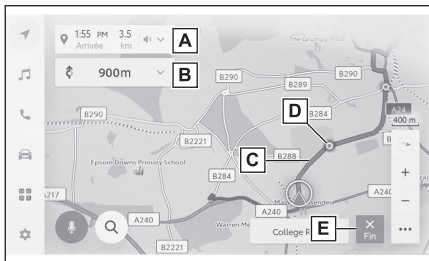 1:55 PM 3.5
Arrivée km
A
900m
B
The Grumpy
B290
B290
B289
B290
B284
D
A24
400 m
B2221
Epsom Downs Primary School
C
B288
B284
A217
A240
A240
A240
Warren Me
College R
E
Fin
B2221